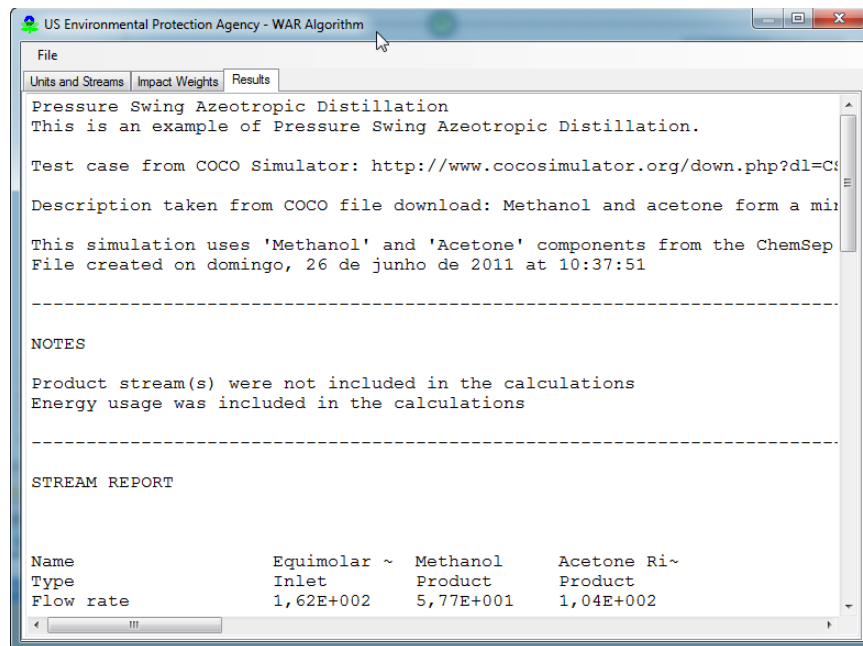 US Environmental Protection Agency - WAR Algorithm
File
Units and Streams Impact Weights Results
Pressure Swing Azeotropic Distillation
This is an example of Pressure Swing Azeotropic Distillation.
Test case from COCO Simulator: http://www.cocosimulator.org/down.php?dl=CS
Description taken from COCO file download: Methanol and acetone form a min
This simulation uses 'Methanol' and 'Acetone' components from the ChemSep
File created on domingo, 26 de junho de 2011 at 10:37:51
--------------------------------------------------------------------------
NOTES
Product stream(s) were not included in the calculations
Energy usage was included in the calculations
--------------------------------------------------------------------------
STREAM REPORT
Name Equimolar ~ Methanol Acetone Ri~
Type Inlet Product Product
Flow rate 1,62E+002 5,77E+001 1,04E+002